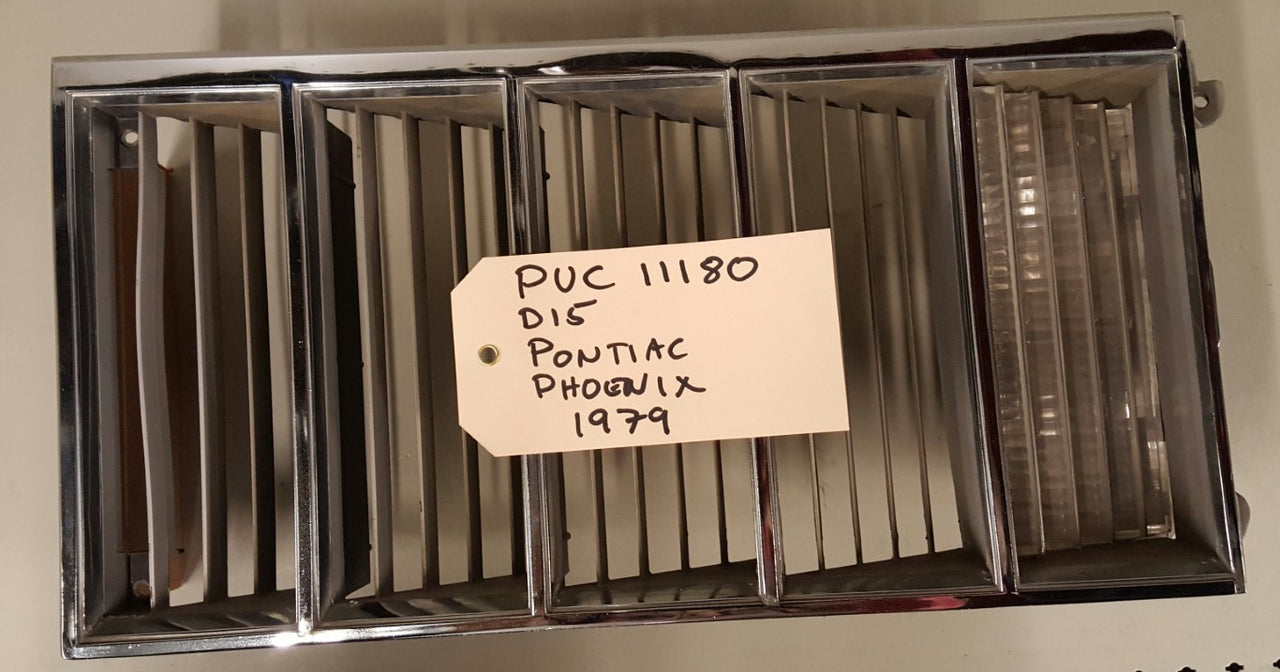 PUC 11180
D15
PONTIAC
PHOENIX
1979